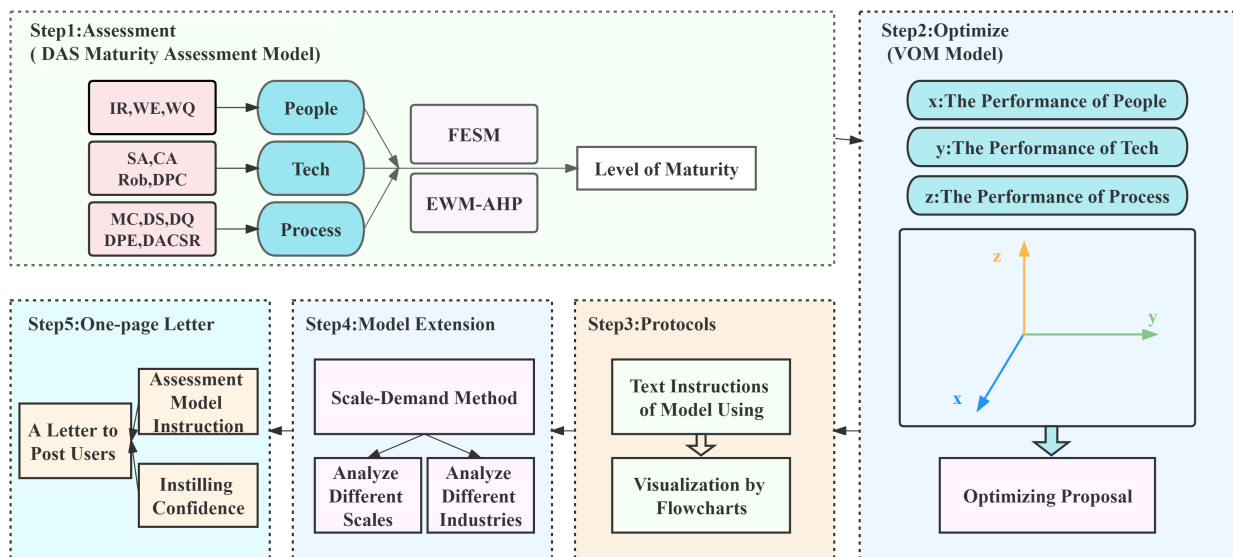 Step1:Assessment
( DAS Maturity Assessment Model)
IR,WE,WQ
People
SA,CA
Rob,DPC
Tech
MC,DS,DQ
DPE,DACSR
Process
FESM
EWM-AHP
Level of Maturity
Step2:Optimize
(VOM Model)
x:The Performance of People
y:The Performance of Tech
z:The Performance of Process
z
y
x
Optimizing Proposal
Step3:Protocols
Text Instructions
of Model Using
Visualization by
Flowcharts
Step4:Model Extension
Scale-Demand Method
Analyze
Different
Scales
Analyze
Different
Industries
Step5:One-page Letter
Assessment
Model
Instruction
A Letter to
Post Users
Instilling
Confidence